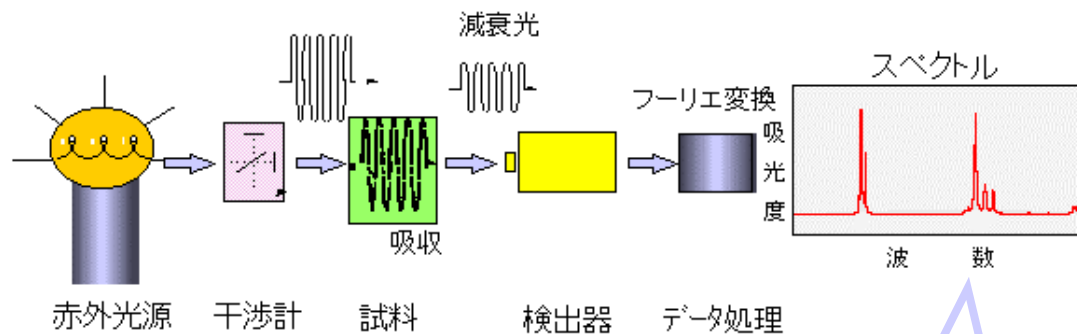 減衰光
スペクトル
フーリエ変換
吸光度
吸収
波 数
赤外光源 干渉計 試料 検出器 データ処理